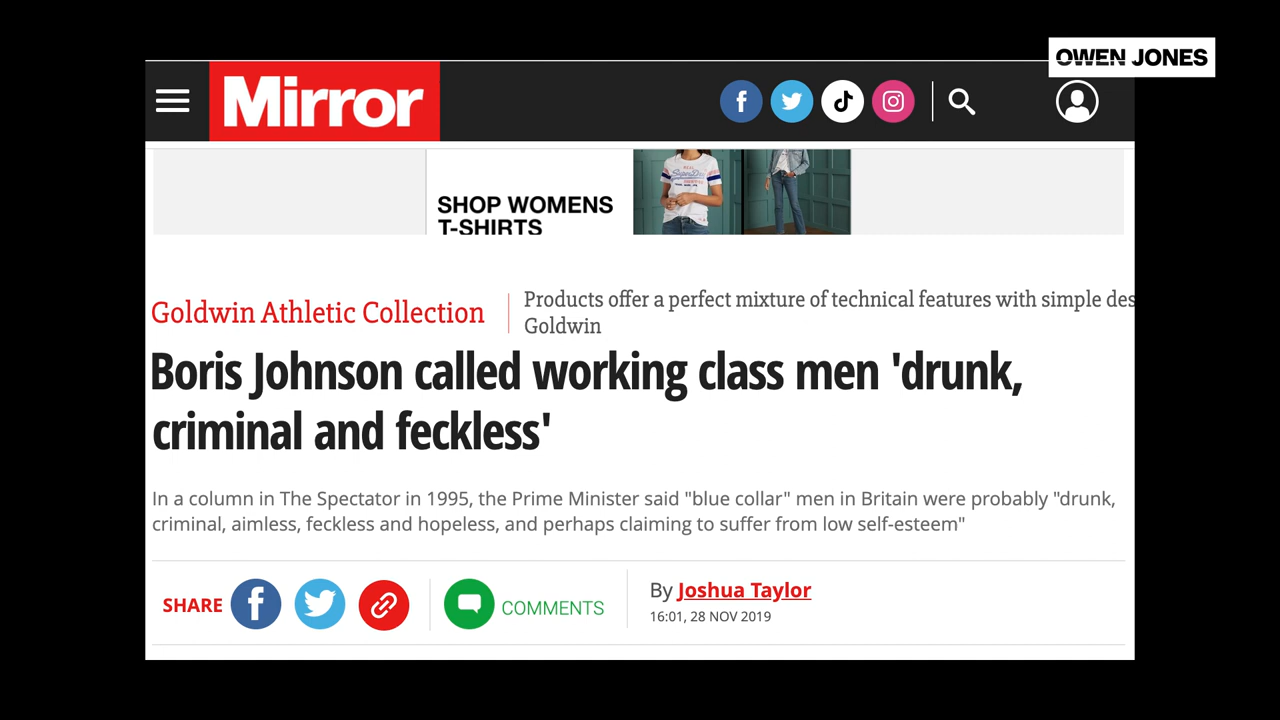 OWEN JONES
Mirror
SHOP WOMENS
T-SHIRTS
Goldwin Athletic Collection
Products offer a perfect mixture of technical features with simple des
Goldwin
Boris Johnson called working class men 'drunk,
criminal and feckless'
In a column in The Spectator in 1995, the Prime Minister said "blue collar" men in Britain were probably "drunk,
criminal, aimless, feckless and hopeless, and perhaps claiming to suffer from low self-esteem"
SHARE
COMMENTS
By Joshua Taylor
16:01, 28 NOV 2019